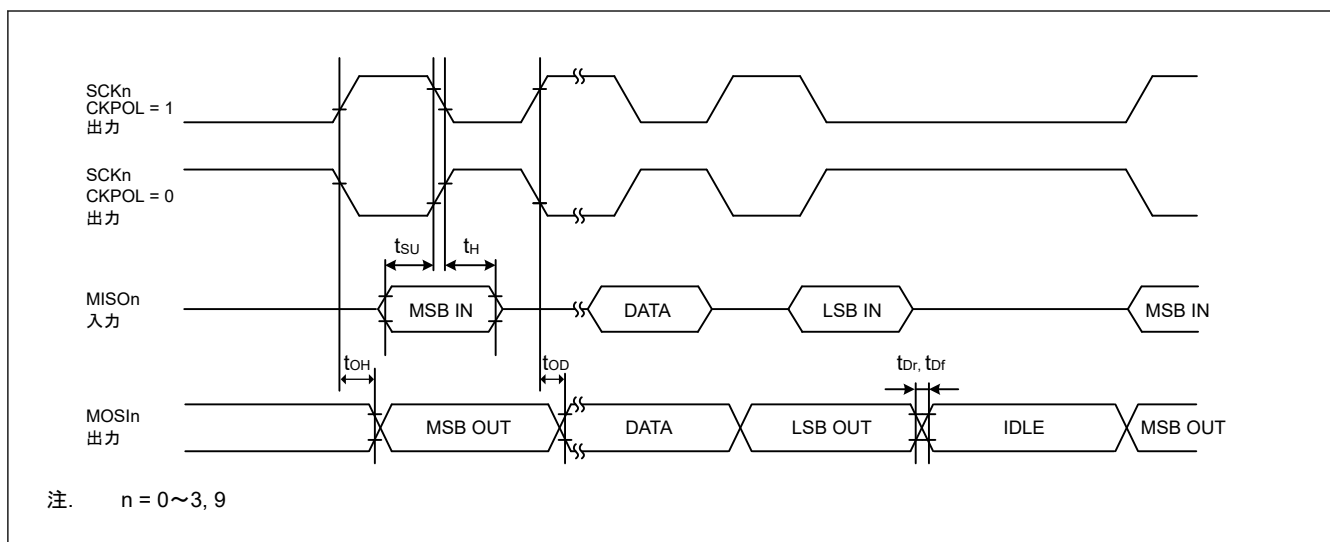 SCKn
CKPOL = 1
出力
SCKn
CKPOL = 0
出力
tSU
tH
MISOn
入力
MSB IN
DATA
LSB IN
MSB IN
tOH
tOD
tDr, tDf
MOSIn
出力
MSB OUT
DATA
LSB OUT
IDLE
MSB OUT
注. n = 0~3, 9